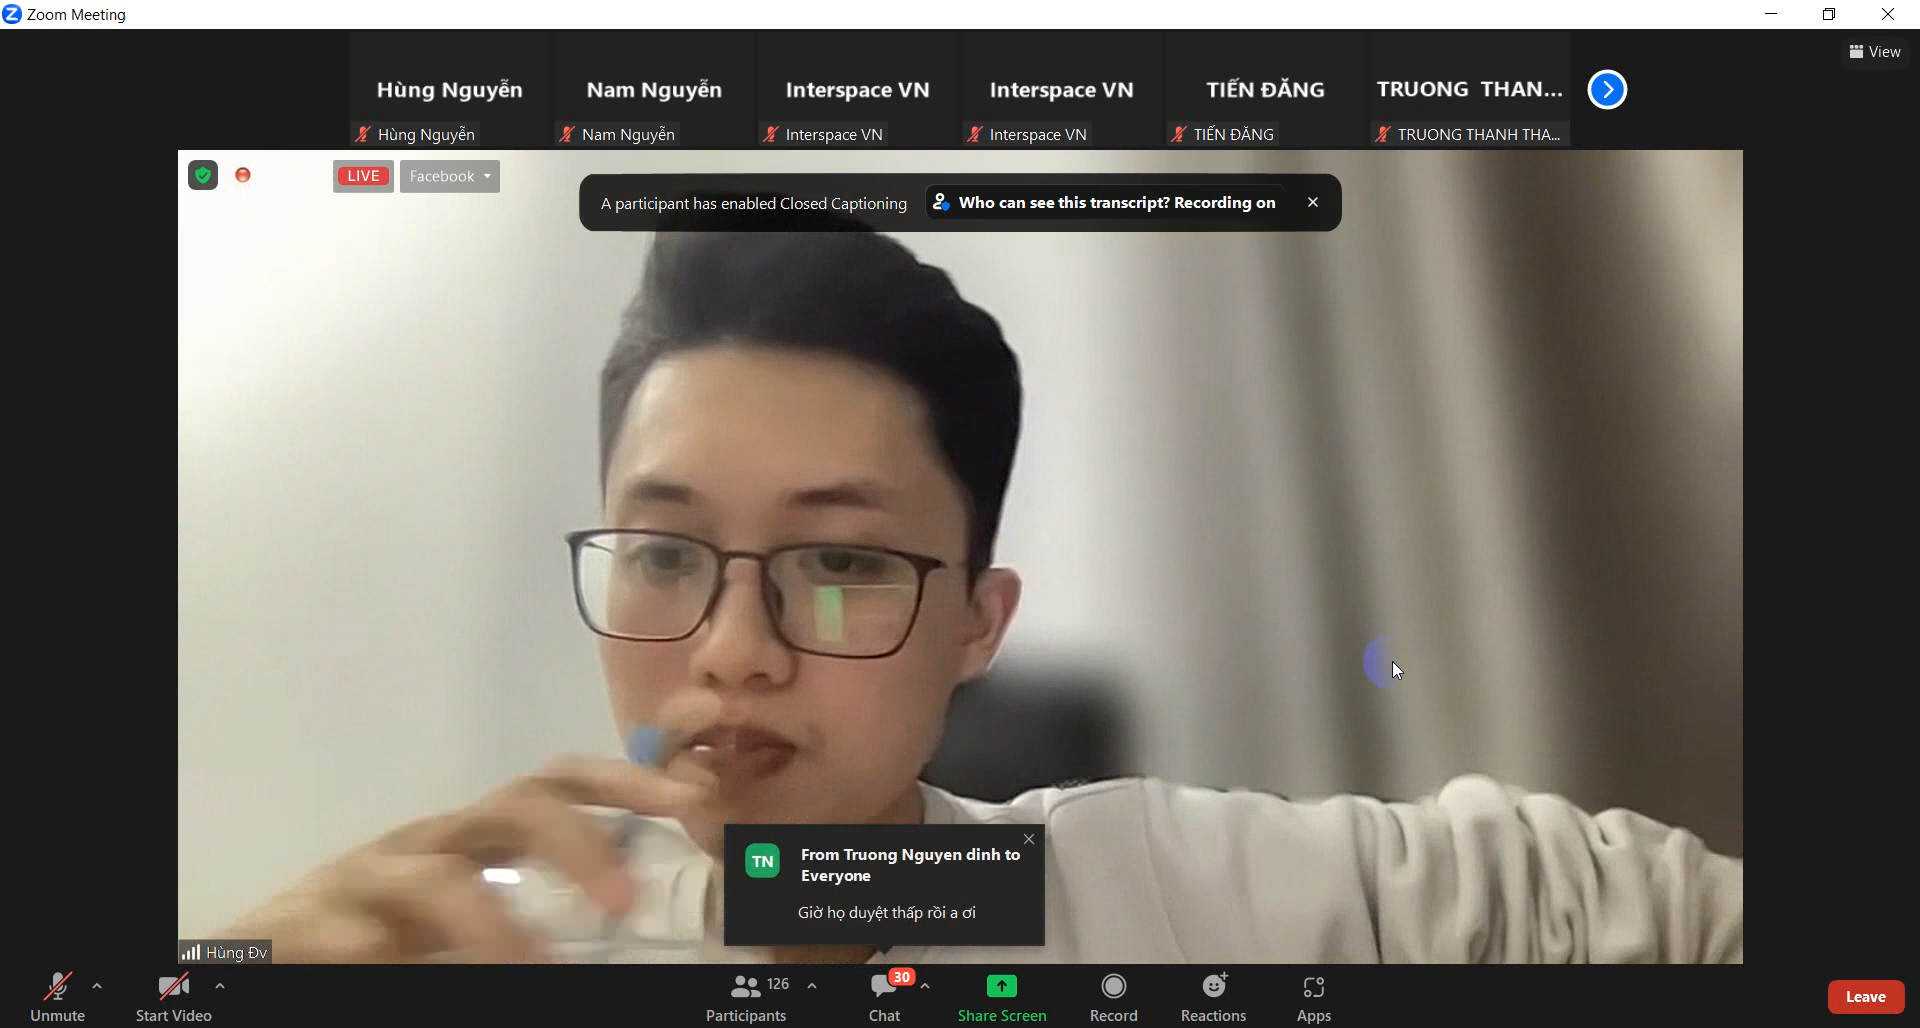 Zoom Meeting
View
Hùng Nguyễn
Nam Nguyễn
Interspace VN
Interspace VN
TIẾN ĐĂNG
TRUONG THAN...
Hùng Nguyễn
Nam Nguyễn
Interspace VN
Interspace VN
TIẾN ĐĂNG
TRUONG THANH THA...
LIVE
Facebook
A participant has enabled Closed Captioning
Who can see this transcript? Recording on
TN
From Truong Nguyen dinh to
Everyone
Giờ họ duyệt thấp rồi a ơi
Hùng Đv
Unmute
Start Video
126
Participants
30
Chat
Share Screen
Record
Reactions
Apps
Leave